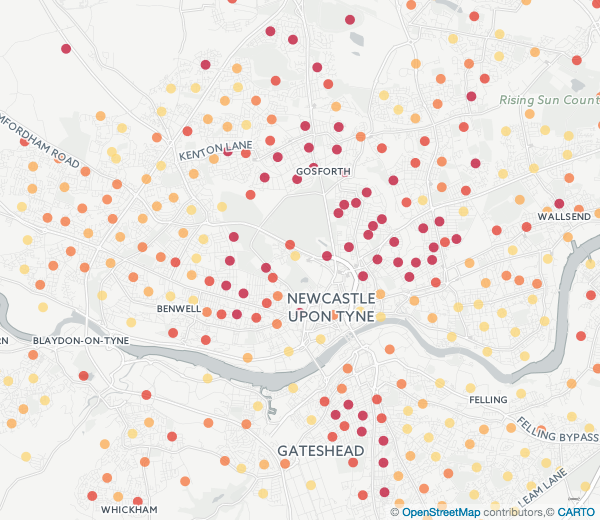 Rising Sun Count
MFORDHAM ROAD
KENTON LANE
GOSFORTH
WALLSEND
NEWCASTLE
UPON TYNE
BENWELL
BLAYDON-ON-TYNE
RN
FELLING
FELLING BYPASS
GATESHEAD
LEAM LANE
WHICKHAM
© OpenStreetMap contributors, © CARTO